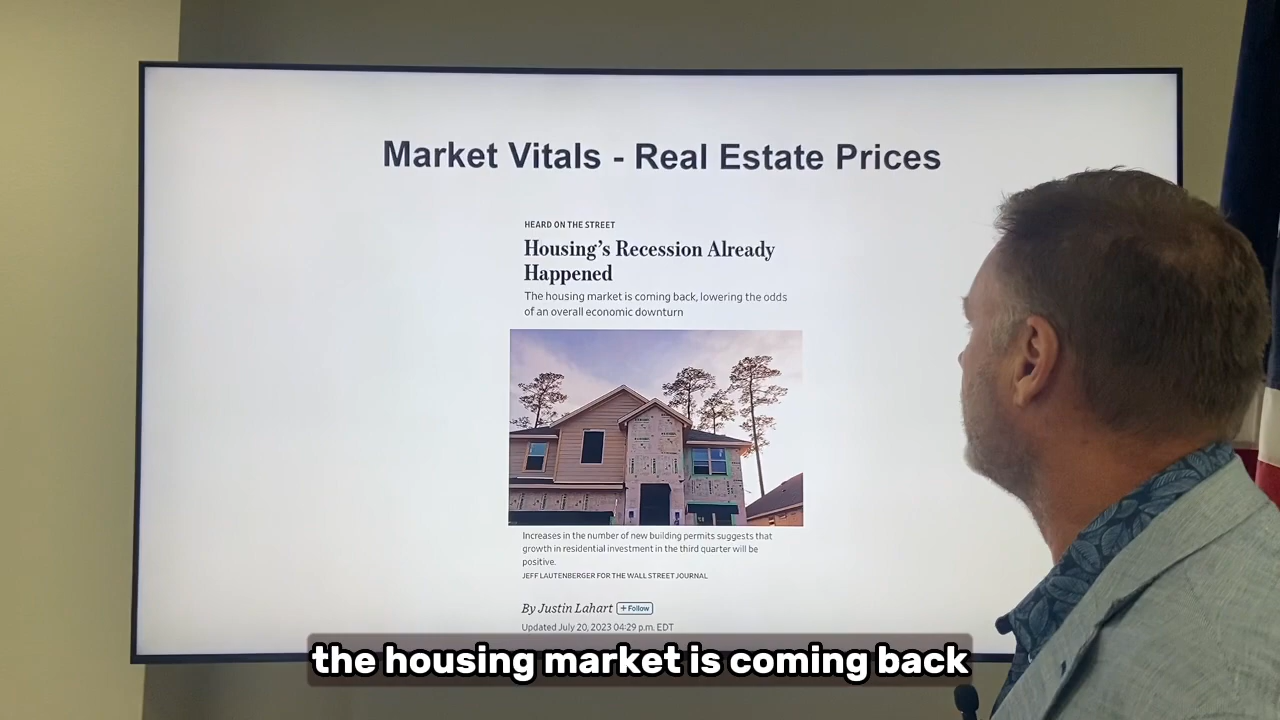 Market Vitals - Real Estate Prices
HEARD ON THE STREET
Housing's Recession Already
Happened
The housing market is coming back, lowering the odds
of an overall economic downturn
Increases in the number of new building permits suggests that
growth in residential investment in the third quarter will be
positive.
JEFF LAUTENBERGER FOR THE WALL STREET JOURNAL
By Justin Lahart +Follow
Updated July 20, 2023 04:29 p.m. EDT
the housing market is coming back